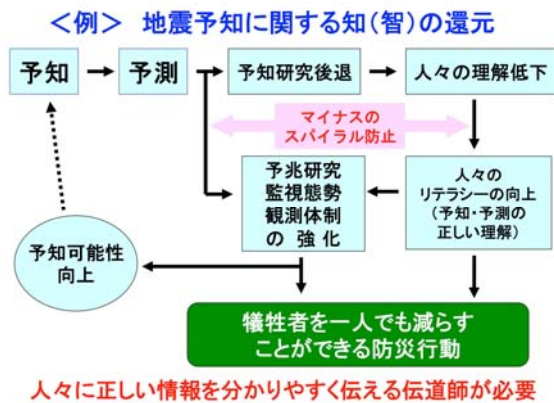 ＜例＞ 地震予知に関する知（智）の還元
予知
予測
予知研究後退
人々の理解低下
マイナスの
スパイラル防止
予兆研究
監視態勢
観測体制
の強化
人々の
リテラシーの向上
（予知・予測の
正しい理解）
予知可能性
向上
犠牲者を一人でも減らす
ことができる防災行動
人々に正しい情報を分かりやすく伝える伝道師が必要